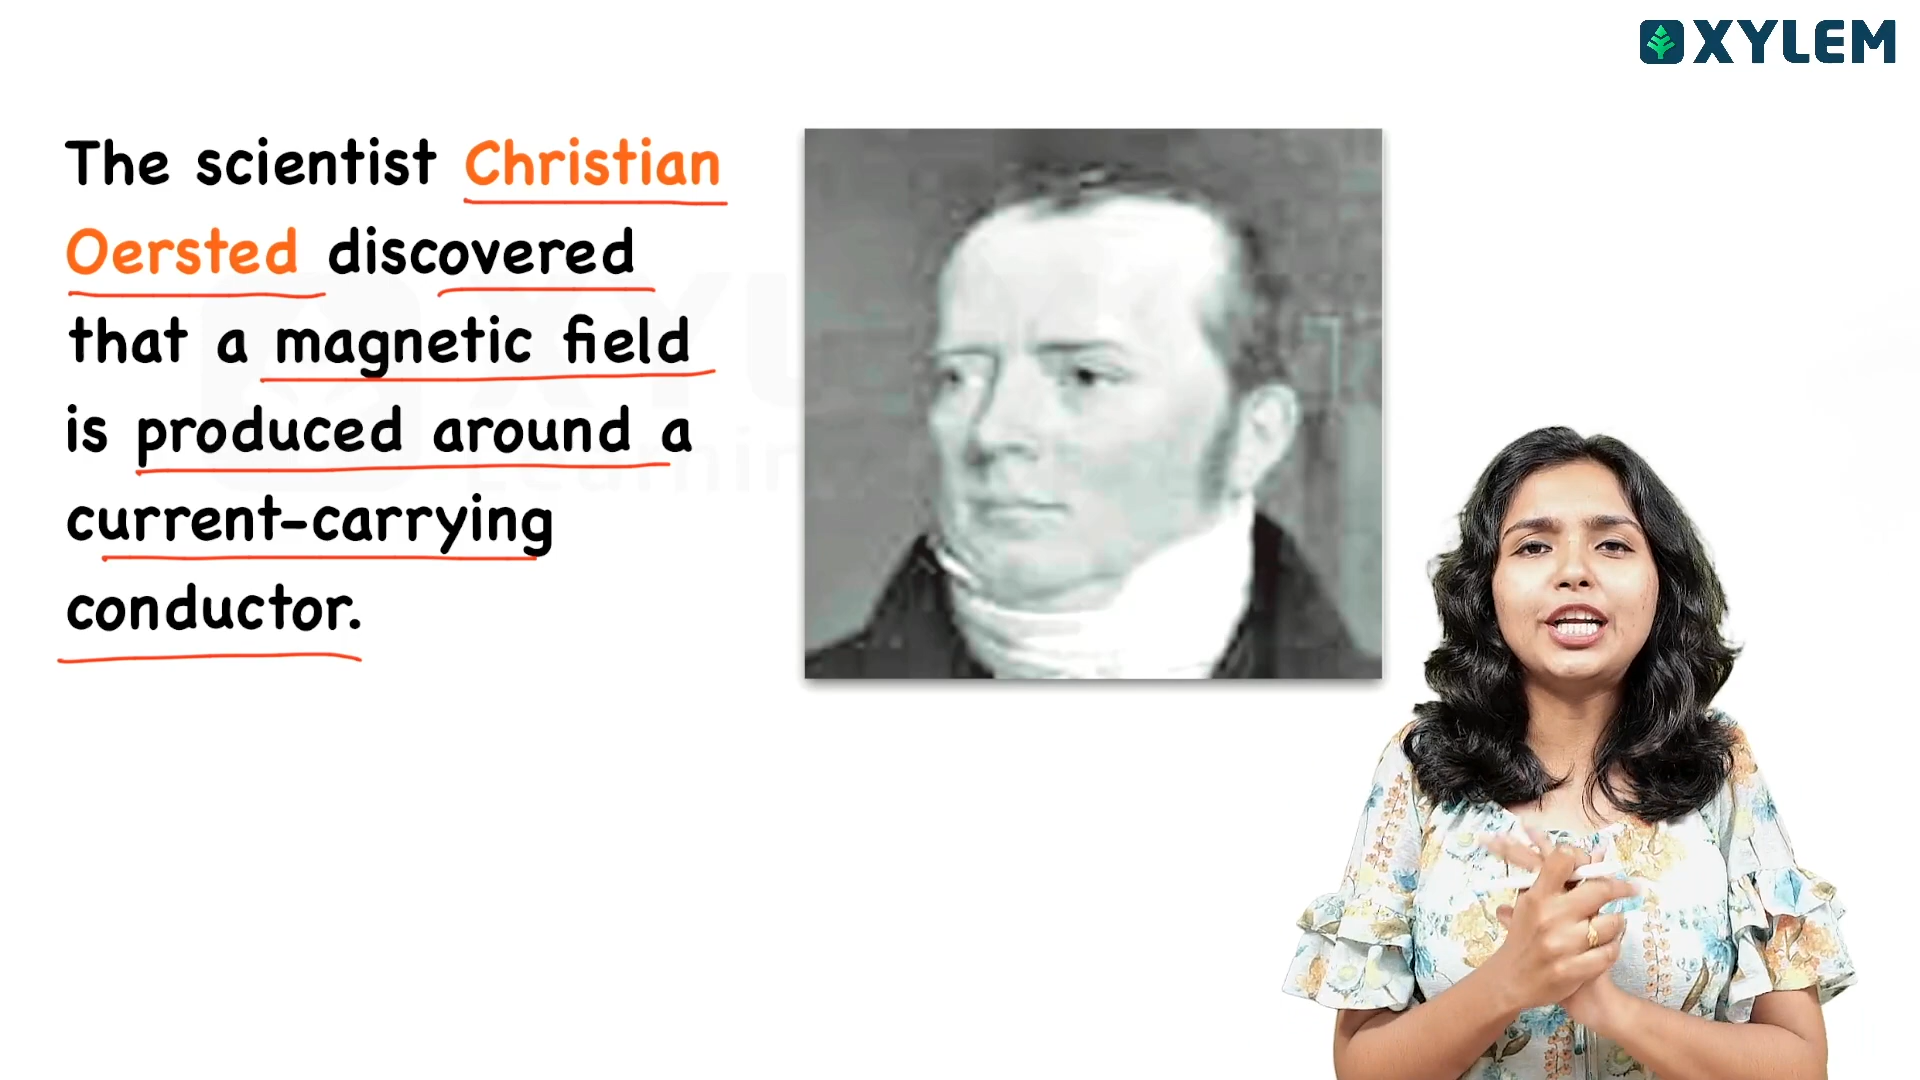 XYLEM
The scientist Christian
Oersted discovered
that a magnetic field
is produced around a
current-carrying
conductor.